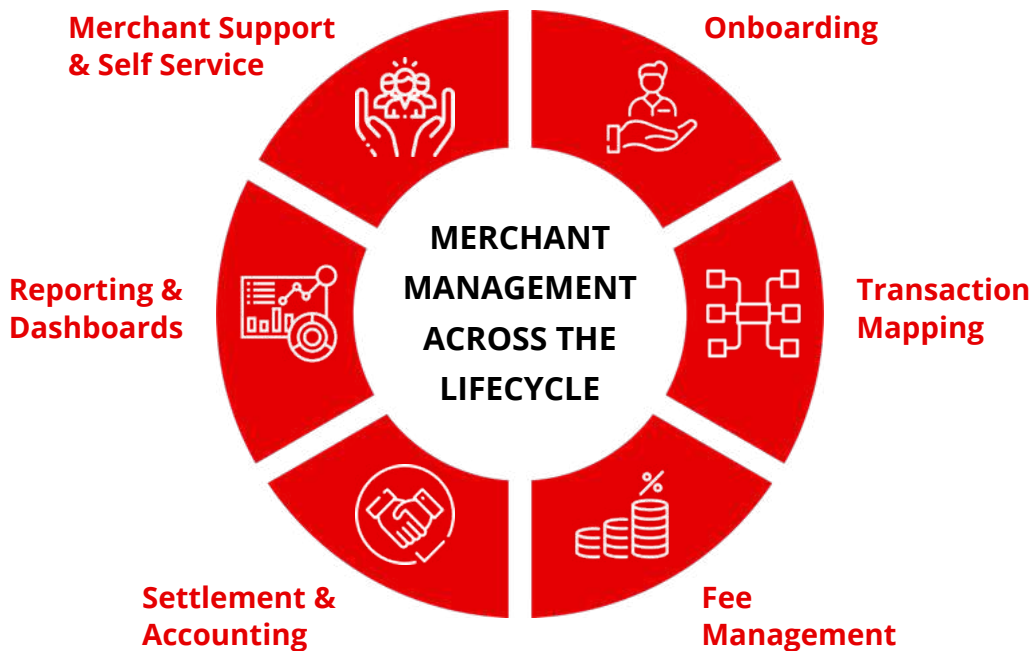 Merchant Support
& Self Service
Onboarding
MERCHANT
MANAGEMENT
ACROSS THE
LIFECYCLE
Reporting &
Dashboards
Transaction
Mapping
%
Settlement &
Accounting
Fee
Management